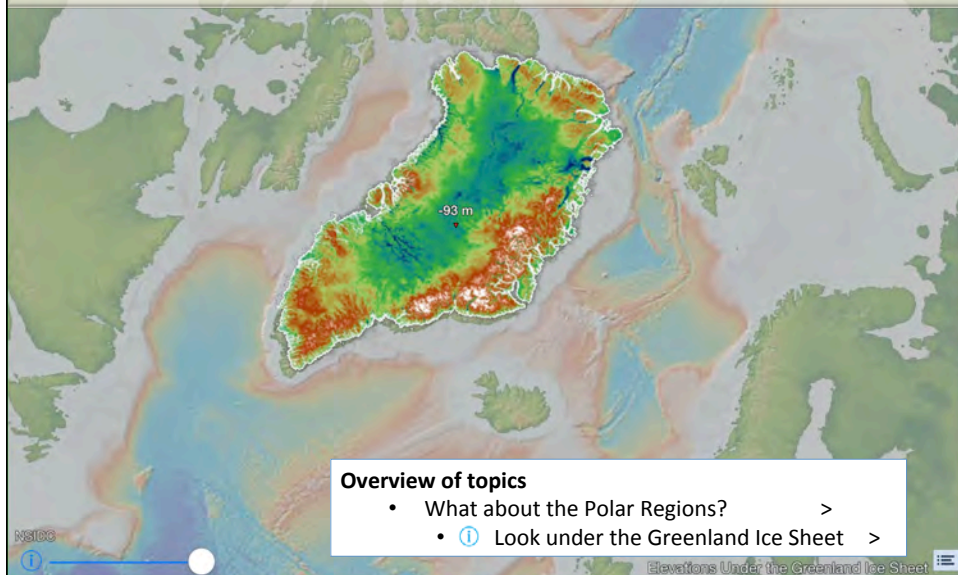 -93 m
Overview of topics
• What about the Polar Regions? >
• ⓘ Look under the Greenland Ice Sheet >
NSIDC
ⓘ
Elevations Under the Greenland Ice Sheet